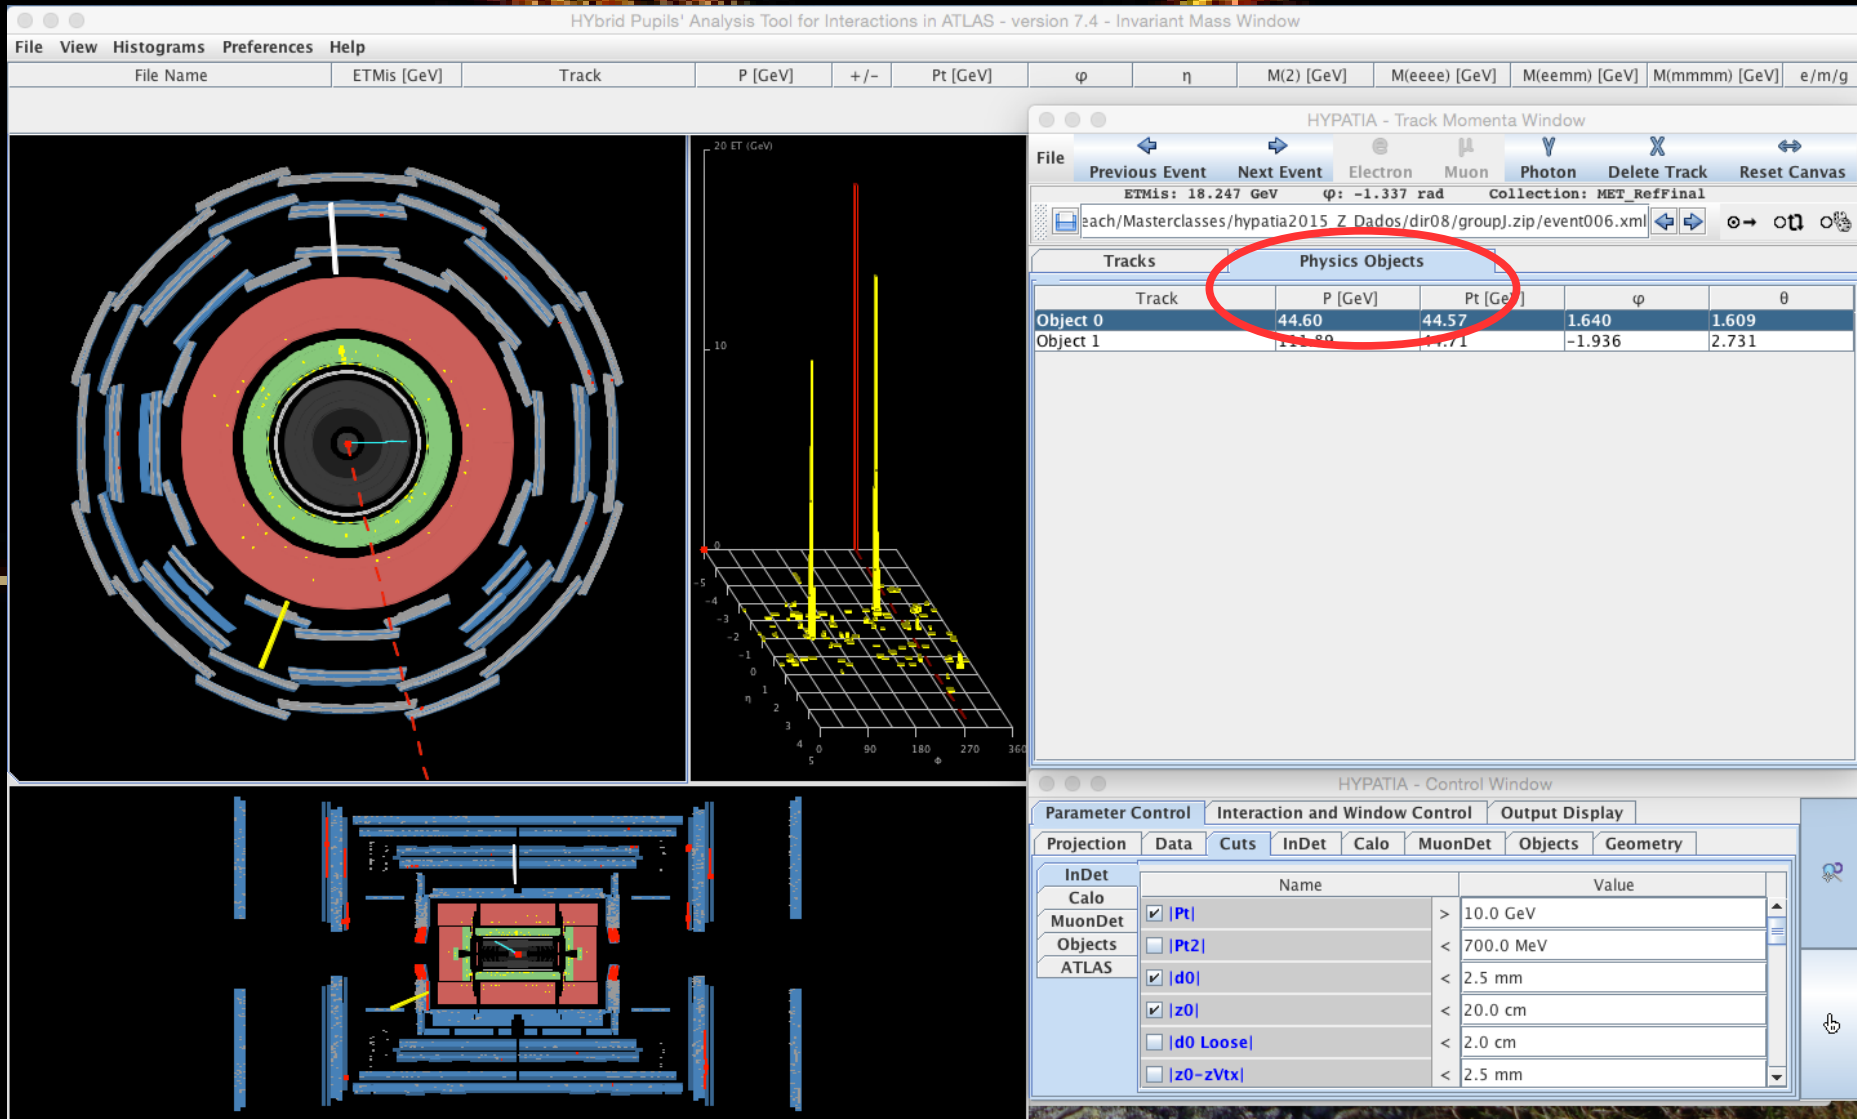 HYbrid Pupils' Analysis Tool for Interactions in ATLAS - version 7.4 - Invariant Mass Window
File View Histograms Preferences Help
File Name ETMis [GeV] Track P [GeV] +/- Pt [GeV] φ η M(2) [GeV] M(eeee) [GeV] M(eemm) [GeV] M(mmmm) [GeV] e/m/g
HYPATIA - Track Momenta Window
File Previous Event Next Event Electron Muon Photon Delete Track Reset Canvas
ETMis: 18.247 GeV φ: -1.337 rad Collection: MET_RefFinal
each/Masterclasses/hypatia2015_Z_Dados/dir08/groupJ.zip/event006.xml
Tracks Physics Objects
Track P [GeV] Pt [GeV] φ θ
Object 0 44.60 44.57 1.640 1.609
Object 1 -1.936 2.731
20 ET (GeV)
10
0
-5
-4
-3
-2
-1
0
1
η
2
3
4
5
0 90 180 270 360
Φ
HYPATIA - Control Window
Parameter Control Interaction and Window Control Output Display
Projection Data Cuts InDet Calo MuonDet Objects Geometry
InDet
Calo
MuonDet
Objects
ATLAS
Name Value
|Pt| > 10.0 GeV
|Pt2| < 700.0 MeV
|d0| < 2.5 mm
|z0| < 20.0 cm
|d0 Loose| < 2.0 cm
|z0-zVtx| < 2.5 mm